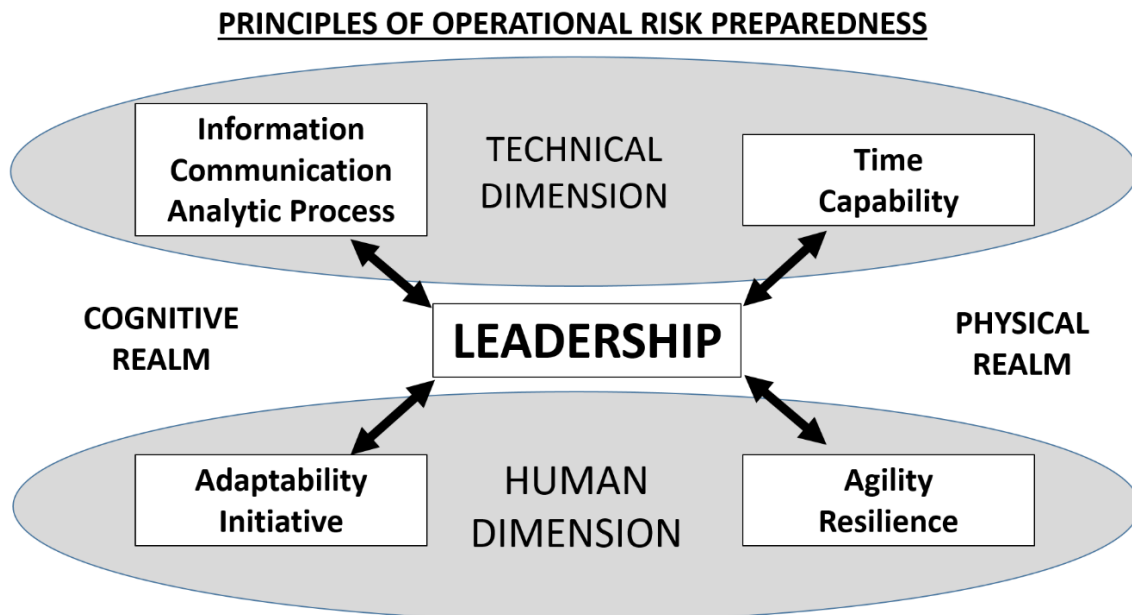 PRINCIPLES OF OPERATIONAL RISK PREPAREDNESS
Information
Communication
Analytic Process
TECHNICAL
DIMENSION
Time
Capability
COGNITIVE
REALM
LEADERSHIP
PHYSICAL
REALM
Adaptability
Initiative
HUMAN
DIMENSION
Agility
Resilience